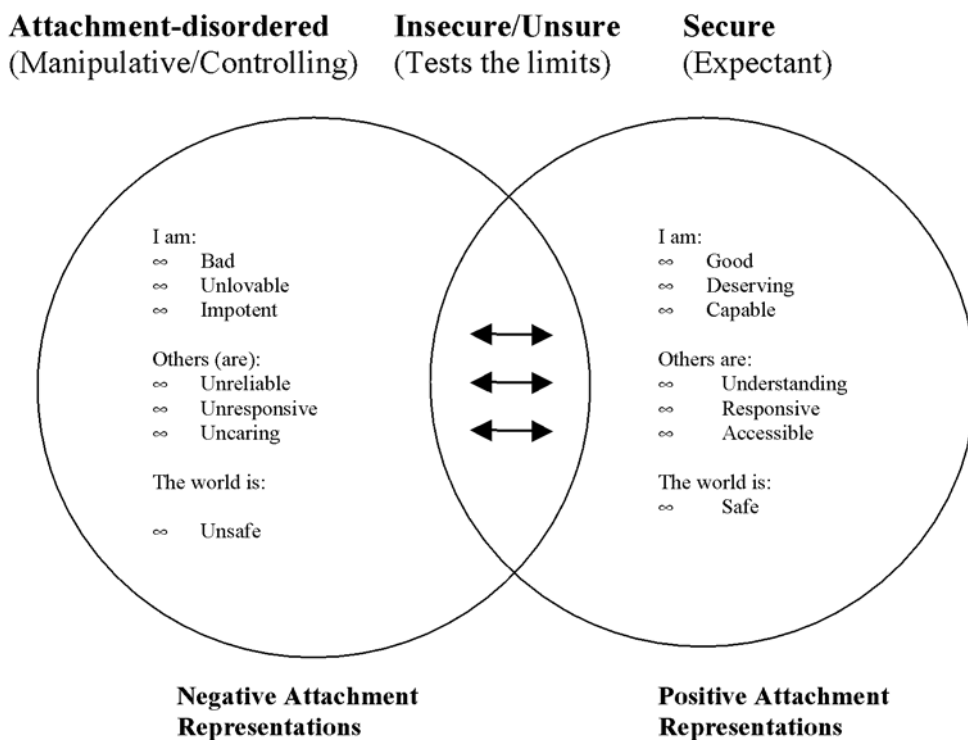 Attachment-disordered
(Manipulative/Controlling)
Insecure/Unsure
(Tests the limits)
Secure
(Expectant)
I am:
∞ Bad
∞ Unlovable
∞ Impotent
Others (are):
∞ Unreliable
∞ Unresponsive
∞ Uncaring
The world is:
∞ Unsafe
I am:
∞ Good
∞ Deserving
∞ Capable
Others are:
∞ Understanding
∞ Responsive
∞ Accessible
The world is:
∞ Safe
Negative Attachment
Representations
Positive Attachment
Representations